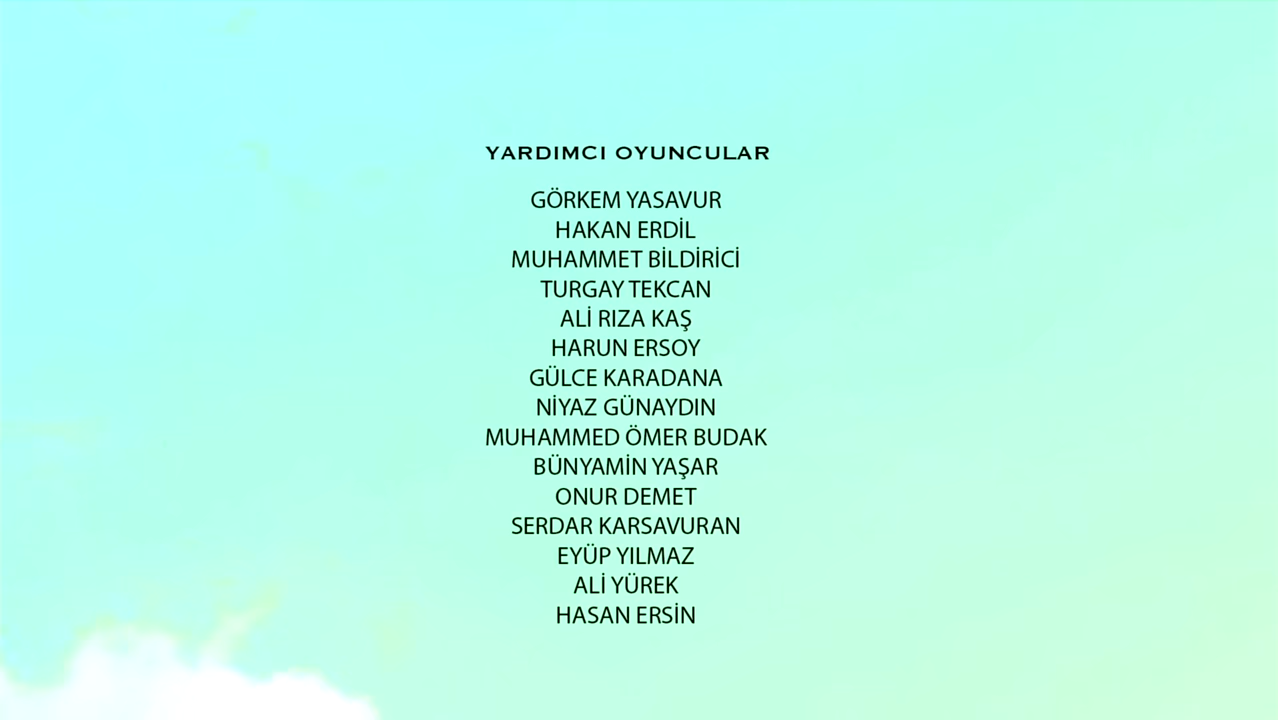 YARDIMCI OYUNCULAR
GÖRKEM YASAVUR
HAKAN ERDİL
MUHAMMET BİLDİRİCİ
TURGAY TEKCAN
ALİ RIZA KAŞ
HARUN ERSOY
GÜLCE KARADANA
NİYAZ GÜNAYDIN
MUHAMMED ÖMER BUDAK
BÜNYAMİN YAŞAR
ONUR DEMET
SERDAR KARSAVURAN
EYÜP YILMAZ
ALİ YÜREK
HASAN ERSİN